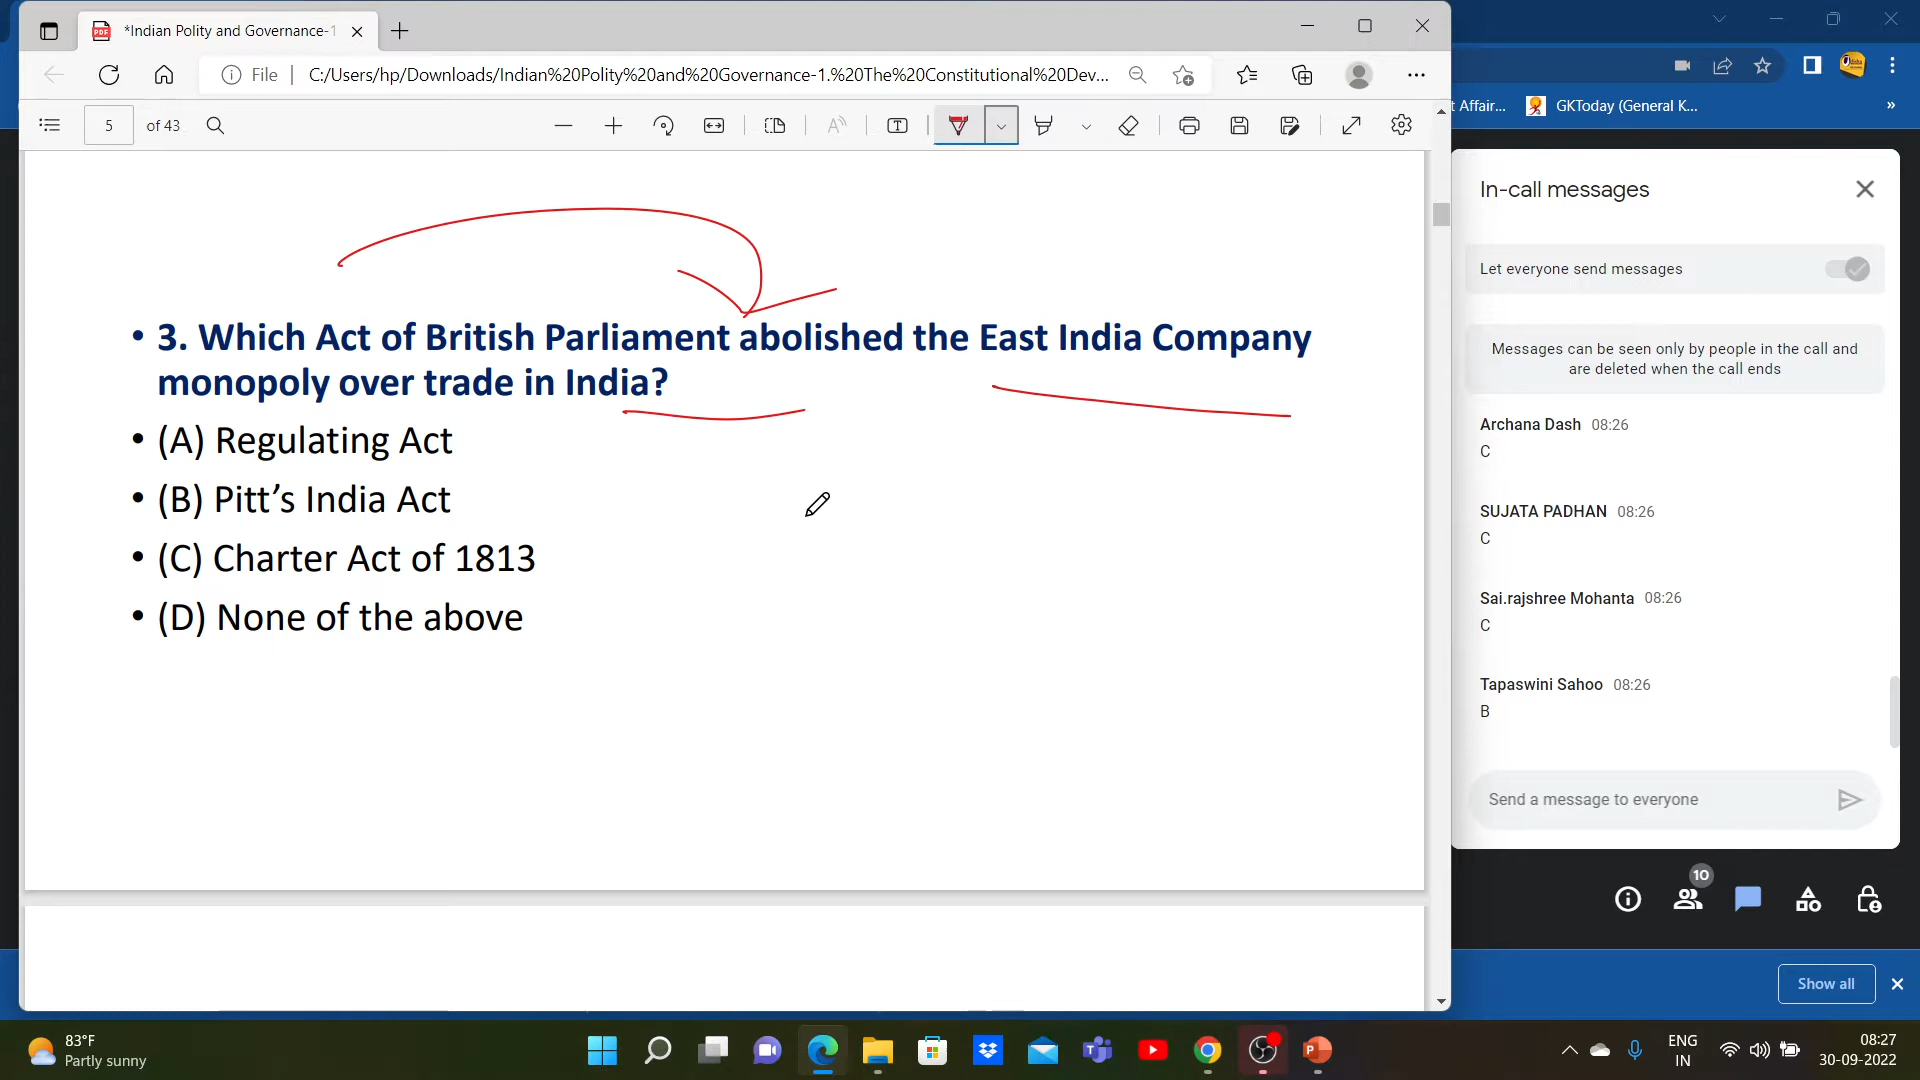 *Indian Polity and Governance-1
File
C:/Users/hp/Downloads/Indian%20Polity%20and%20Governance-1.%20The%20Constitutional%20Dev...
t Affair...
GKToday (General K...
»
5
of 43
In-call messages
Let everyone send messages
Messages can be seen only by people in the call and
are deleted when the call ends
• 3. Which Act of British Parliament abolished the East India Company
monopoly over trade in India?
• (A) Regulating Act
• (B) Pitt’s India Act
• (C) Charter Act of 1813
• (D) None of the above
Archana Dash 08:26
C
SUJATA PADHAN 08:26
C
Sai.rajshree Mohanta 08:26
C
Tapaswini Sahoo 08:26
B
Send a message to everyone
10
Show all
83°F
Partly sunny
ENG
IN
08:27
30-09-2022